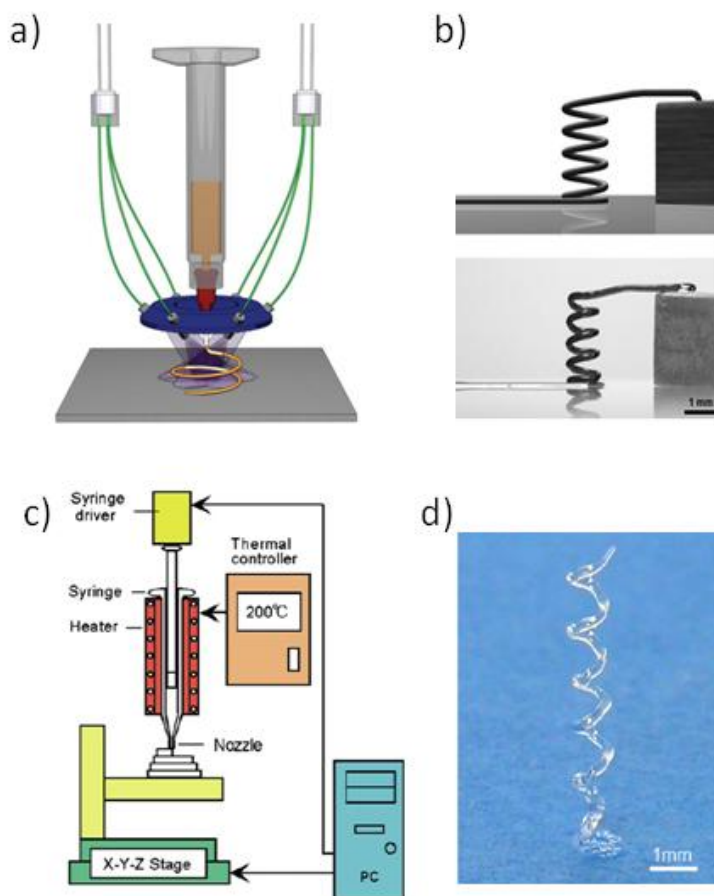 a)
b)
1 mm
c)
Syringe
driver
Thermal
controller
Syringe
200℃
Heater
Nozzle
X-Y-Z Stage
PC
d)
1mm